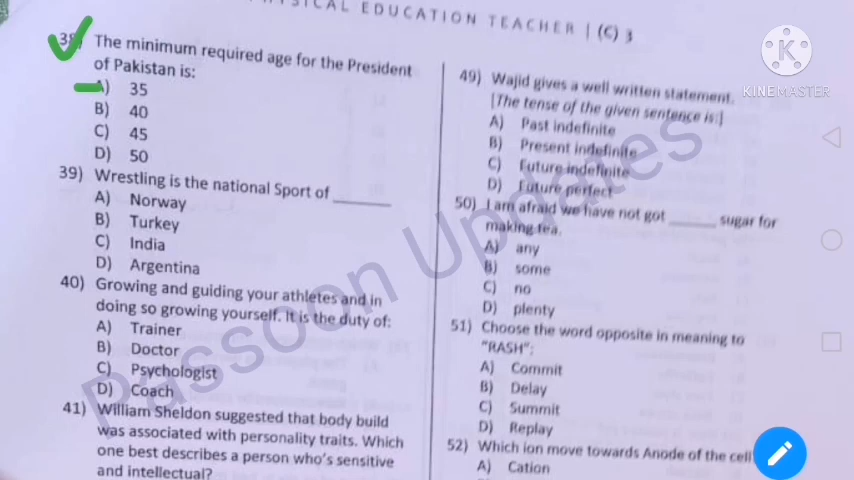 PHYSICAL EDUCATION TEACHER | (C) 3
38) The minimum required age for the President
of Pakistan is:
A) 35
B) 40
C) 45
D) 50
39) Wrestling is the national Sport of ______
A) Norway
B) Turkey
C) India
D) Argentina
40) Growing and guiding your athletes and in
doing so growing yourself. It is the duty of:
A) Trainer
B) Doctor
C) Psychologist
D) Coach
41) William Sheldon suggested that body build
was associated with personality traits. Which
one best describes a person who's sensitive
and intellectual?
49) Wajid gives a well written statement.
[The tense of the given sentence is:]
A) Past indefinite
B) Present indefinite
C) Future indefinite
D) Future perfect
50) I am afraid we have not got ______ sugar for
making tea.
A) any
B) some
C) no
D) plenty
51) Choose the word opposite in meaning to
"RASH":
A) Commit
B) Delay
C) Summit
D) Replay
52) Which ion move towards Anode of the cell
A) Cation
Passoon Updates
K
KINEMASTER